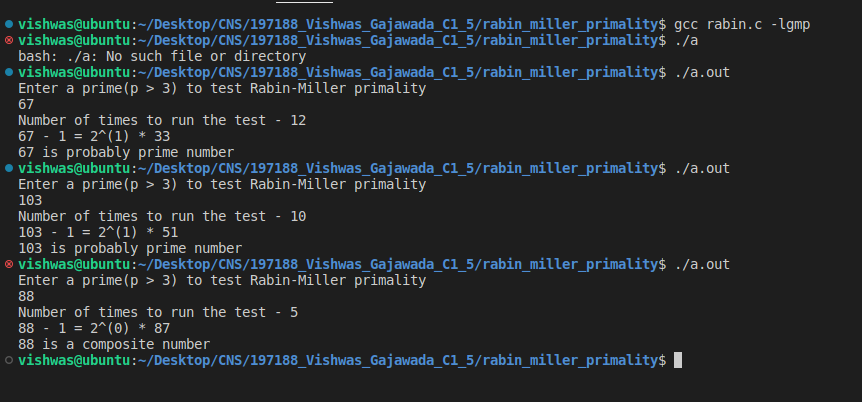 vishwas@ubuntu:~/Desktop/CNS/197188_Vishwas_Gajawada_C1_5/rabin_miller_primality$ gcc rabin.c -lgmp
vishwas@ubuntu:~/Desktop/CNS/197188_Vishwas_Gajawada_C1_5/rabin_miller_primality$ ./a
bash: ./a: No such file or directory
vishwas@ubuntu:~/Desktop/CNS/197188_Vishwas_Gajawada_C1_5/rabin_miller_primality$ ./a.out
Enter a prime(p > 3) to test Rabin-Miller primality
67
Number of times to run the test - 12
67 - 1 = 2^(1) * 33
67 is probably prime number
vishwas@ubuntu:~/Desktop/CNS/197188_Vishwas_Gajawada_C1_5/rabin_miller_primality$ ./a.out
Enter a prime(p > 3) to test Rabin-Miller primality
103
Number of times to run the test - 10
103 - 1 = 2^(1) * 51
103 is probably prime number
vishwas@ubuntu:~/Desktop/CNS/197188_Vishwas_Gajawada_C1_5/rabin_miller_primality$ ./a.out
Enter a prime(p > 3) to test Rabin-Miller primality
88
Number of times to run the test - 5
88 - 1 = 2^(0) * 87
88 is a composite number
vishwas@ubuntu:~/Desktop/CNS/197188_Vishwas_Gajawada_C1_5/rabin_miller_primality$